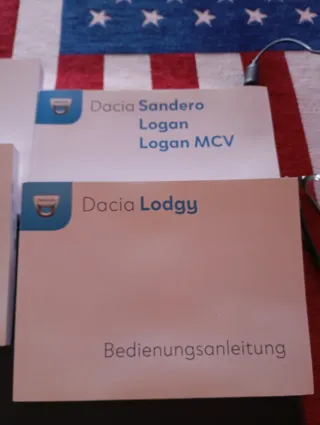 Dacia Sandero
Logan
Logan MCV
Dacia Lodgy
Bedienungsanleitung